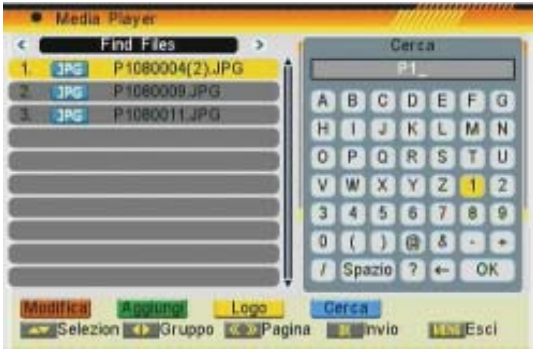 Media Player
Find Files
1. JPG P1080004(2).JPG
2. JPG P1080009.JPG
3. JPG P1080011.JPG
Cerca
P1_
A B C D E F G
H I J K L M N
O P Q R S T U
V W X Y Z 1 2
3 4 5 6 7 8 9
0 ( ) @ & - +
/ Spazio ? ← OK
Modifica Aggiungi Logo Cerca
Selezion Gruppo Pagina Invio MENU Esci